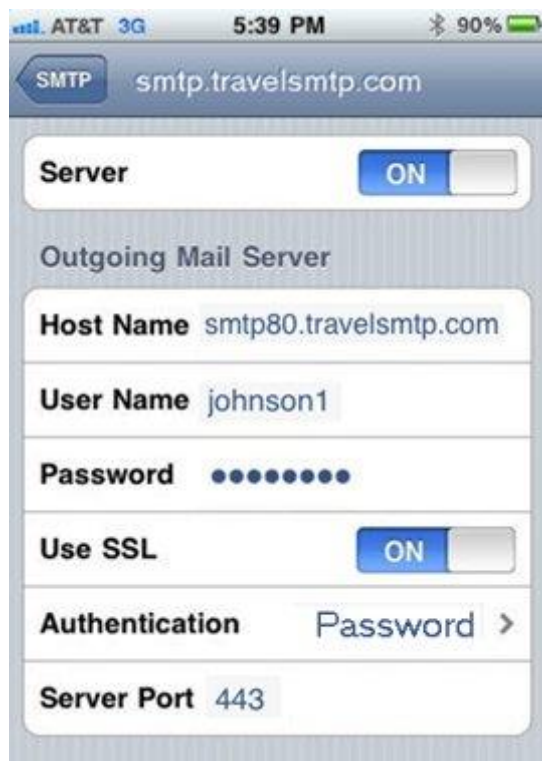 AT&T 3G 5:39 PM 90%
SMTP smtp.travelsmtp.com
Server ON
Outgoing Mail Server
Host Name smtp80.travelsmtp.com
User Name johnson1
Password ●●●●●●●●
Use SSL ON
Authentication Password >
Server Port 443